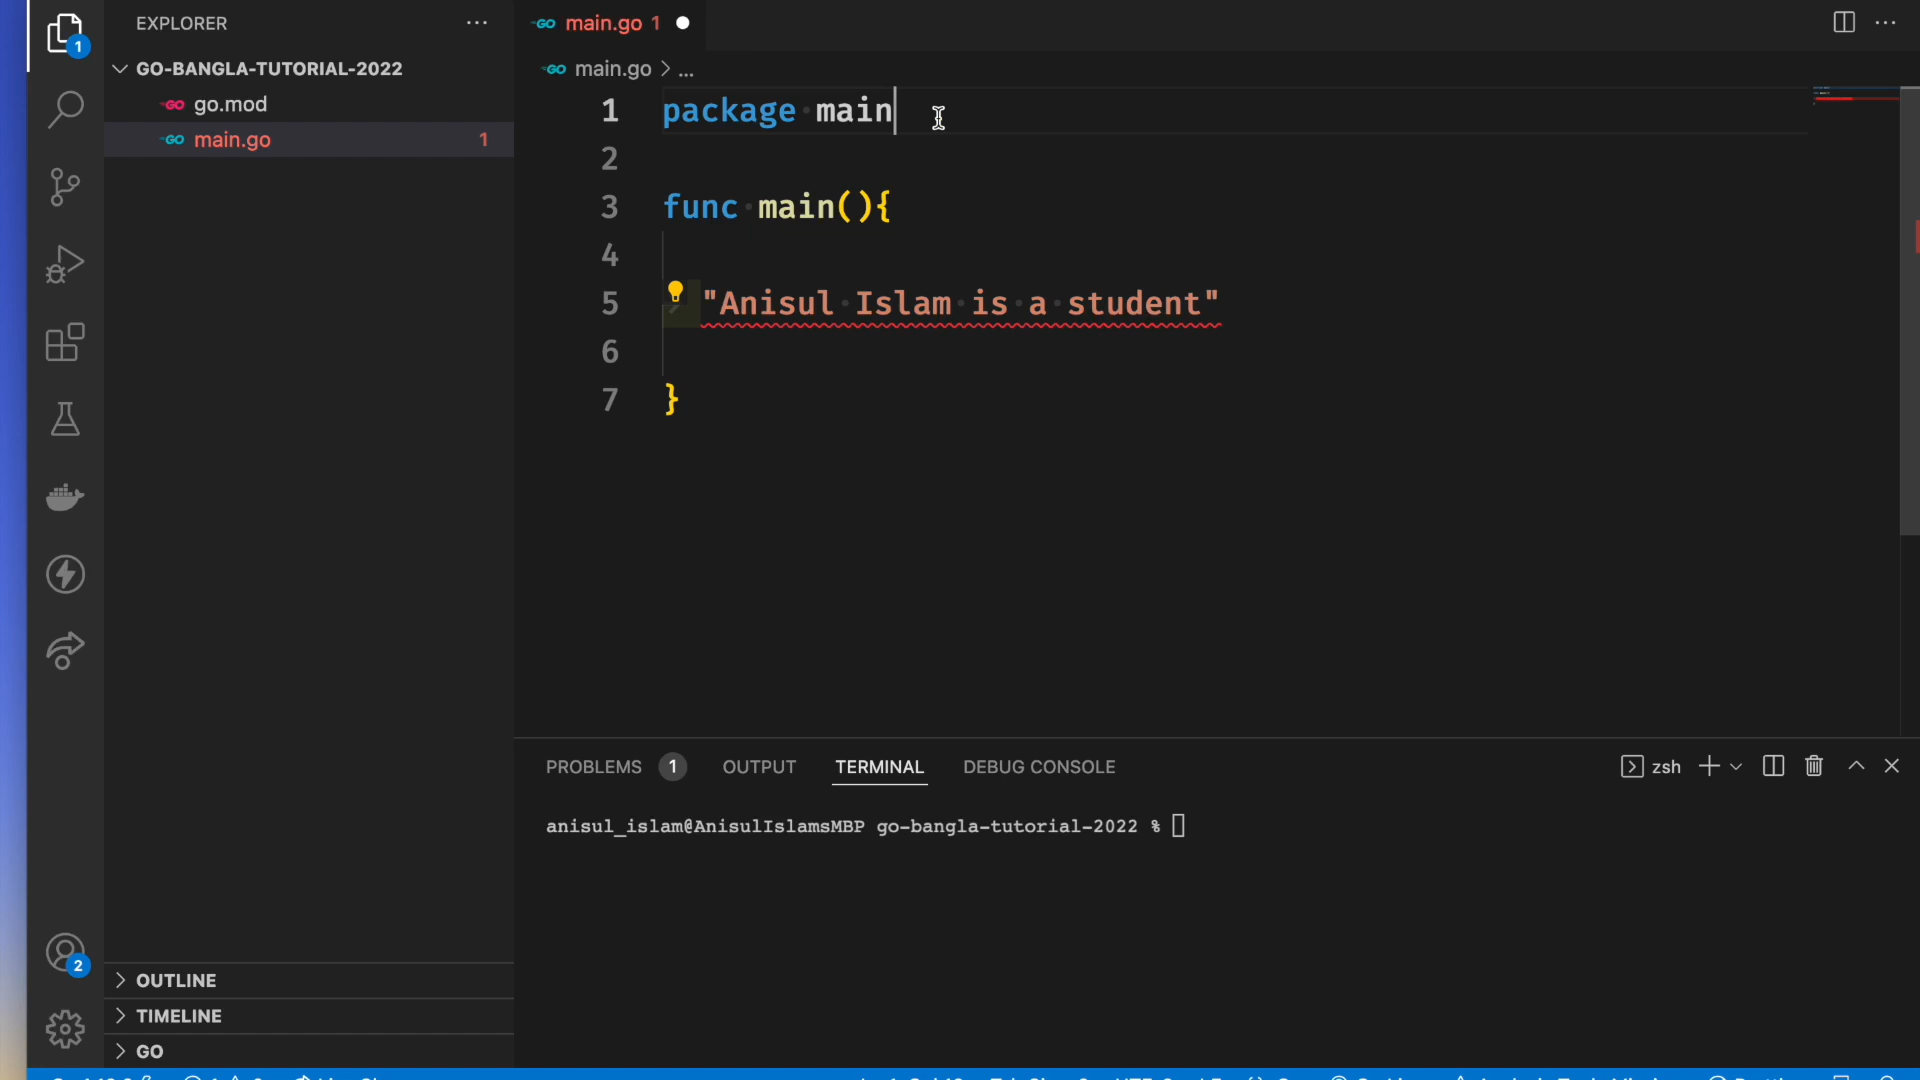 EXPLORER
GO-BANGLA-TUTORIAL-2022
go.mod
main.go 1
1
2
OUTLINE
TIMELINE
GO
main.go 1
main.go > ...
1 package main
2
3 func main(){
4
5 "Anisul Islam is a student"
6
7 }
PROBLEMS 1 OUTPUT TERMINAL DEBUG CONSOLE
zsh
anisul_islam@AnisulIslamsMBP go-bangla-tutorial-2022 %